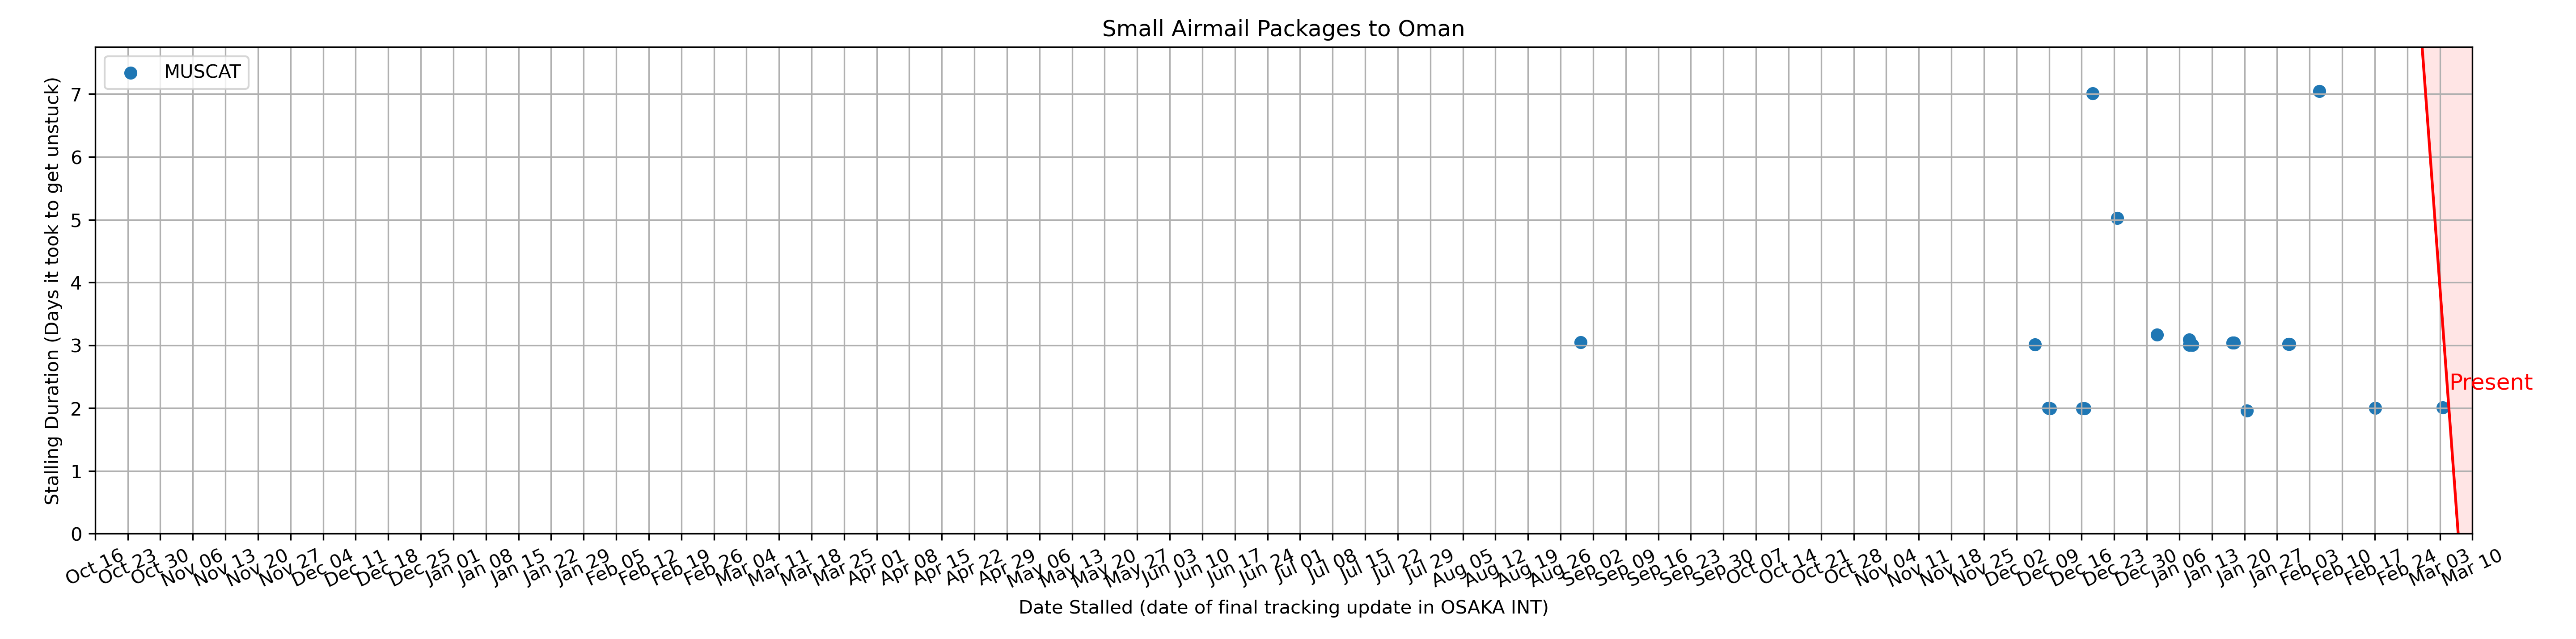 Small Airmail Packages to Oman
MUSCAT
Stalling Duration (Days it took to get unstuck)
7
6
5
4
3
2
1
0
Present
Oct 16
Oct 23
Oct 30
Nov 06
Nov 13
Nov 20
Nov 27
Dec 04
Dec 11
Dec 18
Dec 25
Jan 01
Jan 08
Jan 15
Jan 22
Jan 29
Feb 05
Feb 12
Feb 19
Feb 26
Mar 04
Mar 11
Mar 18
Mar 25
Apr 01
Apr 08
Apr 15
Apr 22
Apr 29
May 06
May 13
May 20
May 27
Jun 03
Jun 10
Jun 17
Jun 24
Jul 01
Jul 08
Jul 15
Jul 22
Jul 29
Aug 05
Aug 12
Aug 19
Aug 26
Sep 02
Sep 09
Sep 16
Sep 23
Sep 30
Oct 07
Oct 14
Oct 21
Oct 28
Nov 04
Nov 11
Nov 18
Nov 25
Dec 02
Dec 09
Dec 16
Dec 23
Dec 30
Jan 06
Jan 13
Jan 20
Jan 27
Feb 03
Feb 10
Feb 17
Feb 24
Mar 03
Mar 10
Date Stalled (date of final tracking update in OSAKA INT)